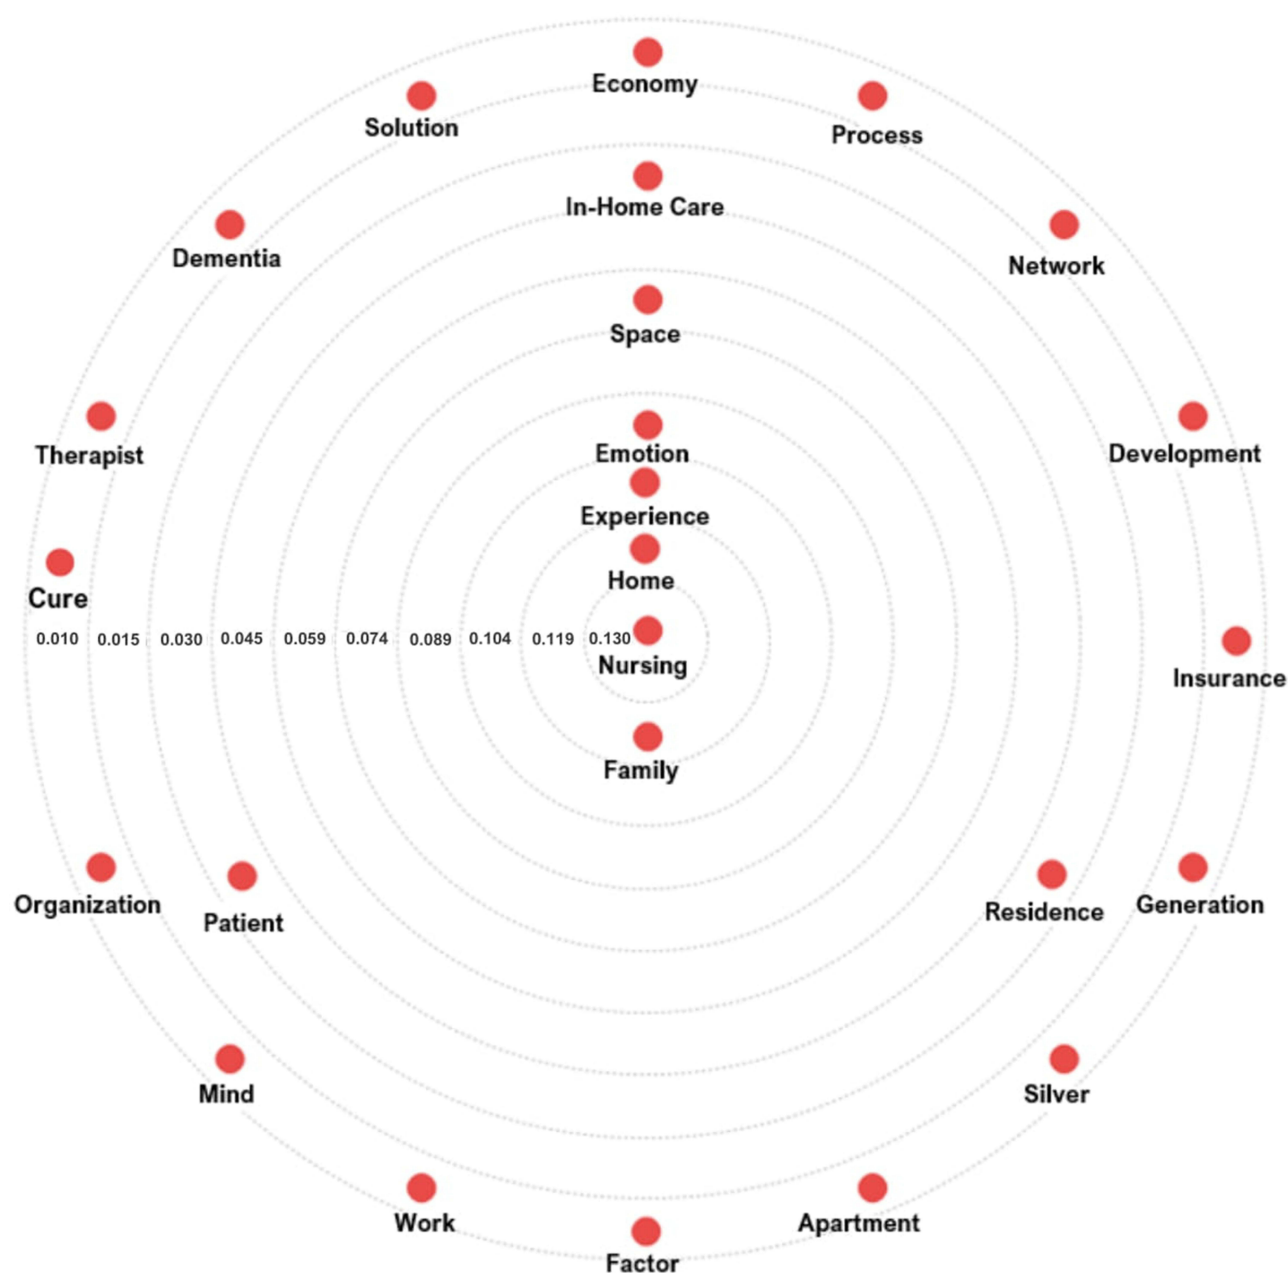 Economy
Solution
Process
In-Home Care
Dementia
Network
Space
Emotion
Therapist
Development
Experience
Home
Cure
0.010 0.015 0.030 0.045 0.059 0.074 0.089 0.104 0.119 0.130
Nursing
Insurance
Family
Organization
Patient
Residence
Generation
Mind
Silver
Work
Apartment
Factor